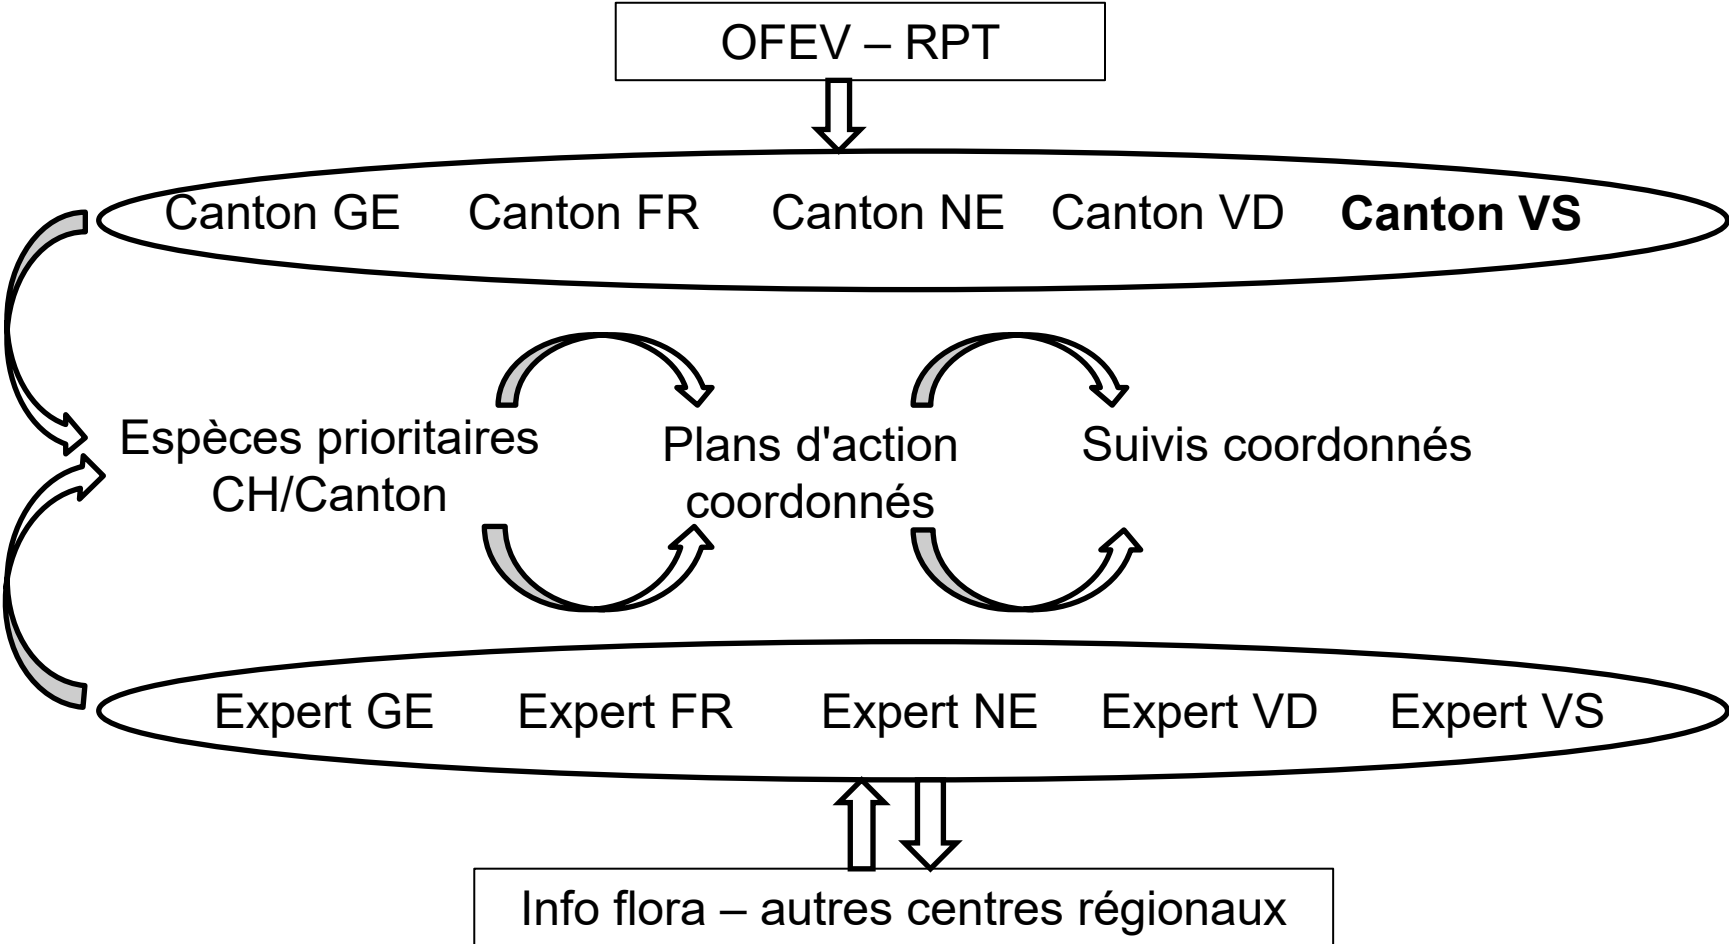 OFEV – RPT
Canton GE Canton FR Canton NE Canton VD Canton VS
Espèces prioritaires
CH/Canton
Plans d'action
coordonnés
Suivis coordonnés
Expert GE Expert FR Expert NE Expert VD Expert VS
Info flora – autres centres régionaux